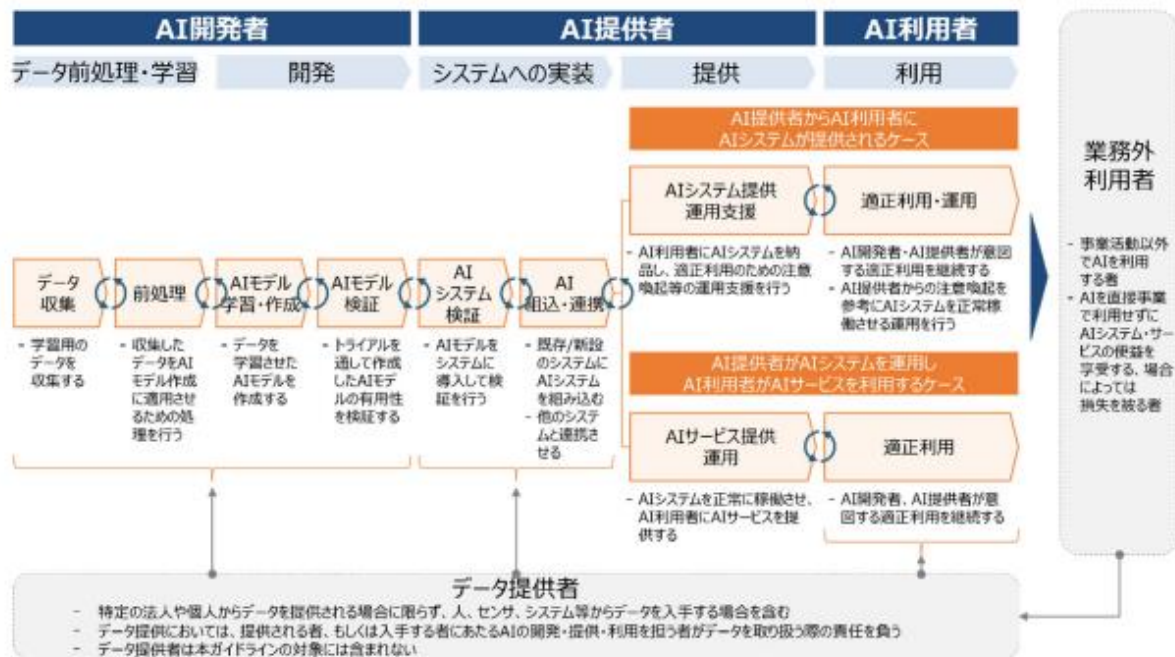 AI開発者
AI提供者
AI利用者
データ前処理・学習
開発
システムへの実装
提供
利用
AI提供者からAI利用者に
AIシステムが提供されるケース
データ
収集
- 学習用の
データを
収集する
前処理
- 収集した
データをAI
モデル作成
に適用させ
るための処
理を行う
AIモデル
学習・作成
- データを
学習させた
AIモデルを
作成する
AIモデル
検証
- トライアルを
通して作成
したAIモデ
ルの有用性
を検証する
AI
システム
検証
- AIモデルを
システムに
導入して検
証を行う
AI
組込・連携
- 既存/新設
のシステムに
AIシステム
を組み込む
- 他のシステ
ムと連携さ
せる
AIシステム提供
運用支援
- AI利用者にAIシステムを納
品し、適正利用のための注意
喚起等の運用支援を行う
適正利用・運用
- AI開発者・AI提供者が意図
する適正利用を継続する
- AI提供者からの注意喚起を
参考にAIシステムを正常稼
働させる運用を行う
AI提供者がAIシステムを運用し
AI利用者がAIサービスを利用するケース
AIサービス提供
運用
- AIシステムを正常に稼働させ、
AI利用者にAIサービスを提
供する
適正利用
- AI開発者、AI提供者が意
図する適正利用を継続する
業務外
利用者
- 事業活動以外
でAIを利用
する者
- AIを直接事業
で利用せずに
AIシステム・サー
ビスの便益を
享受する、場合
によっては
損失を被る者
データ提供者
- 特定の法人や個人からデータを提供される場合に限らず、人、センサ、システム等からデータを入手する場合を含む
- データ提供においては、提供される者、もしくは入手する者にあたるAIの開発・提供・利用を担う者がデータを取り扱う際の責任を負う
- データ提供者は本ガイドラインの対象には含まれない